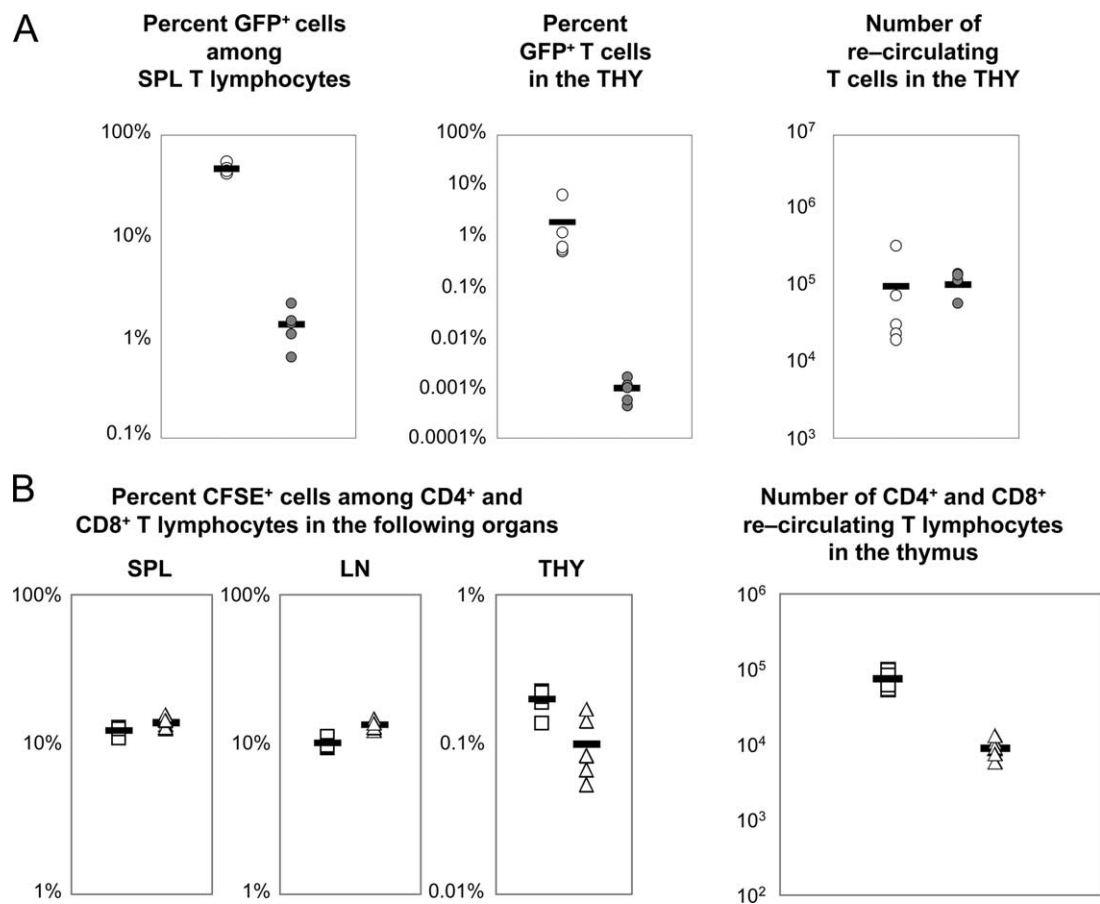 A
Percent GFP⁺ cells
among
SPL T lymphocytes
100%
10%
1%
0.1%
Percent
GFP⁺ T cells
in the THY
100%
10%
1%
0.1%
0.01%
0.001%
0.0001%
Number of
re–circulating
T cells in the THY
10⁷
10⁶
10⁵
10⁴
10³
B
Percent CFSE⁺ cells among CD4⁺ and
CD8⁺ T lymphocytes in the following organs
SPL
100%
10%
1%
LN
100%
10%
1%
THY
1%
0.1%
0.01%
Number of CD4⁺ and CD8⁺
re–circulating T lymphocytes
in the thymus
10⁶
10⁵
10⁴
10³
10²